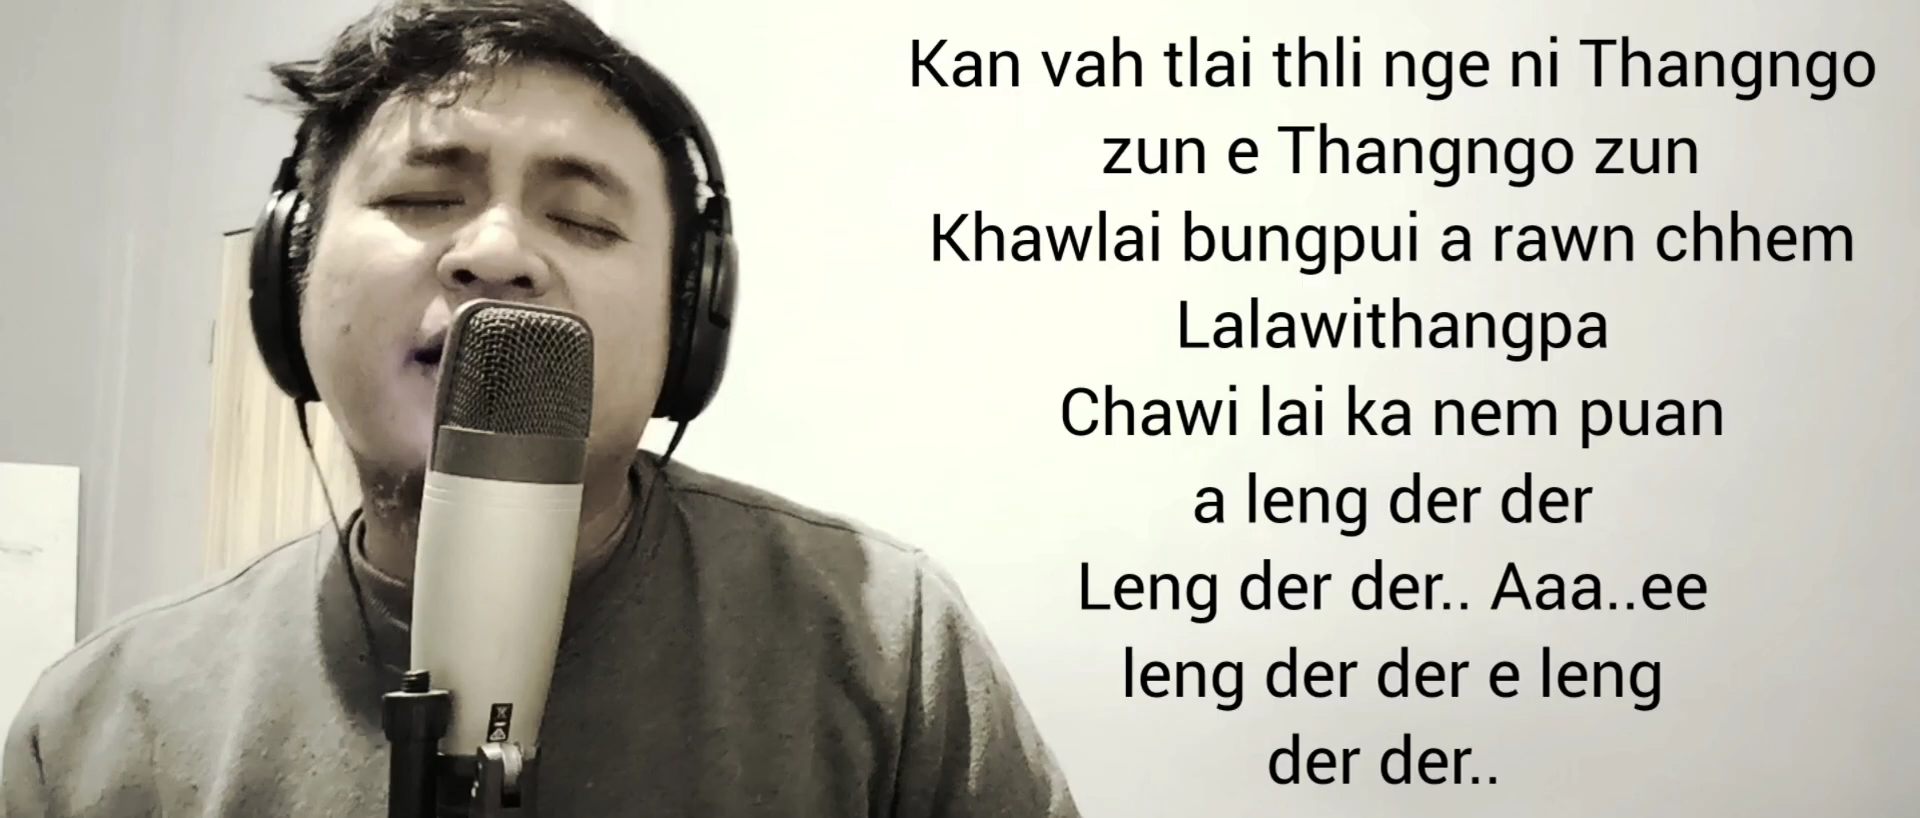 Kan vah tlai thli nge ni Thangngo
zun e Thangngo zun
Khawlai bungpui a rawn chhem
Lalawithangpa
Chawi lai ka nem puan
a leng der der
Leng der der.. Aaa..ee
leng der der e leng
der der..